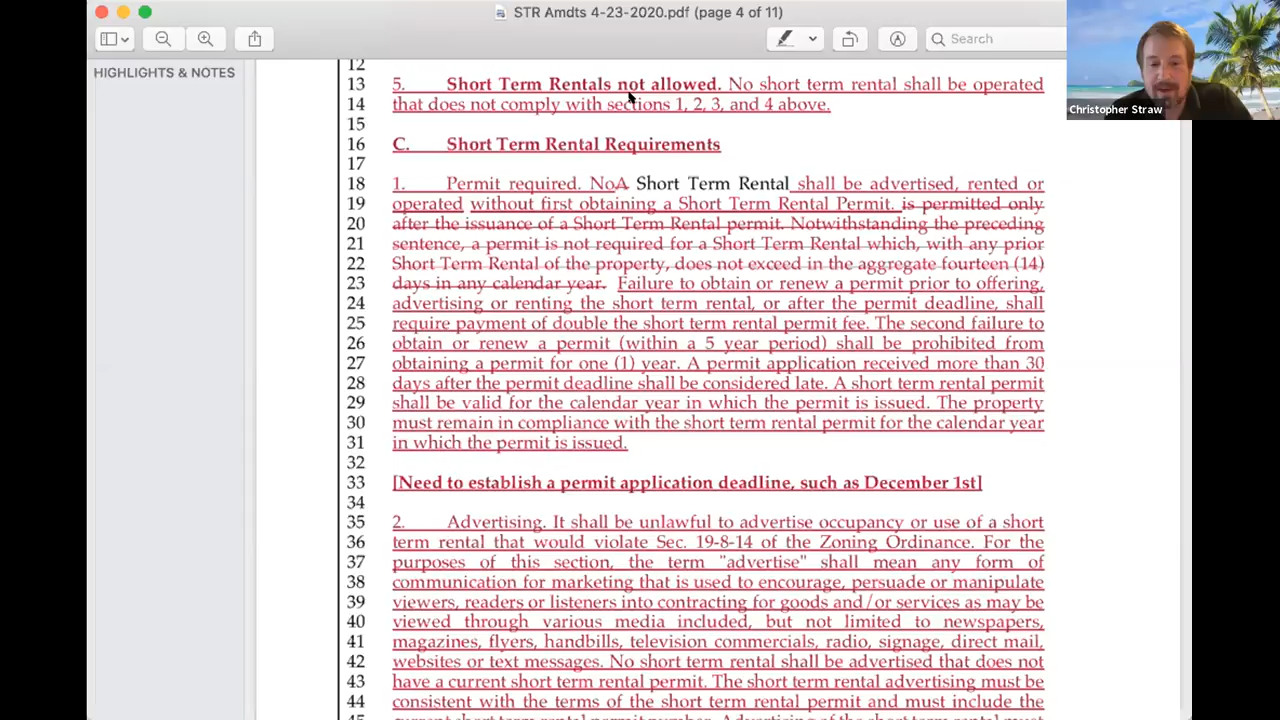 STR Amdts 4-23-2020.pdf (page 4 of 11)
Search
HIGHLIGHTS & NOTES
Christopher Straw
12
13 5. Short Term Rentals not allowed. No short term rental shall be operated
14 that does not comply with sections 1, 2, 3, and 4 above.
15
16 C. Short Term Rental Requirements
17
18 1. Permit required. NoA Short Term Rental shall be advertised, rented or
19 operated without first obtaining a Short Term Rental Permit. is permitted only
20 after the issuance of a Short Term Rental permit. Notwithstanding the preceding
21 sentence, a permit is not required for a Short Term Rental which, with any prior
22 Short Term Rental of the property, does not exceed in the aggregate fourteen (14)
23 days in any calendar year. Failure to obtain or renew a permit prior to offering,
24 advertising or renting the short term rental, or after the permit deadline, shall
25 require payment of double the short term rental permit fee. The second failure to
26 obtain or renew a permit (within a 5 year period) shall be prohibited from
27 obtaining a permit for one (1) year. A permit application received more than 30
28 days after the permit deadline shall be considered late. A short term rental permit
29 shall be valid for the calendar year in which the permit is issued. The property
30 must remain in compliance with the short term rental permit for the calendar year
31 in which the permit is issued.
32
33 [Need to establish a permit application deadline, such as December 1st]
34
35 2. Advertising. It shall be unlawful to advertise occupancy or use of a short
36 term rental that would violate Sec. 19-8-14 of the Zoning Ordinance. For the
37 purposes of this section, the term "advertise" shall mean any form of
38 communication for marketing that is used to encourage, persuade or manipulate
39 viewers, readers or listeners into contracting for goods and/or services as may be
40 viewed through various media included, but not limited to newspapers,
41 magazines, flyers, handbills, television commercials, radio, signage, direct mail,
42 websites or text messages. No short term rental shall be advertised that does not
43 have a current short term rental permit. The short term rental advertising must be
44 consistent with the terms of the short term rental permit and must include the
45 current short term rental permit number. Advertising of the short term rental must